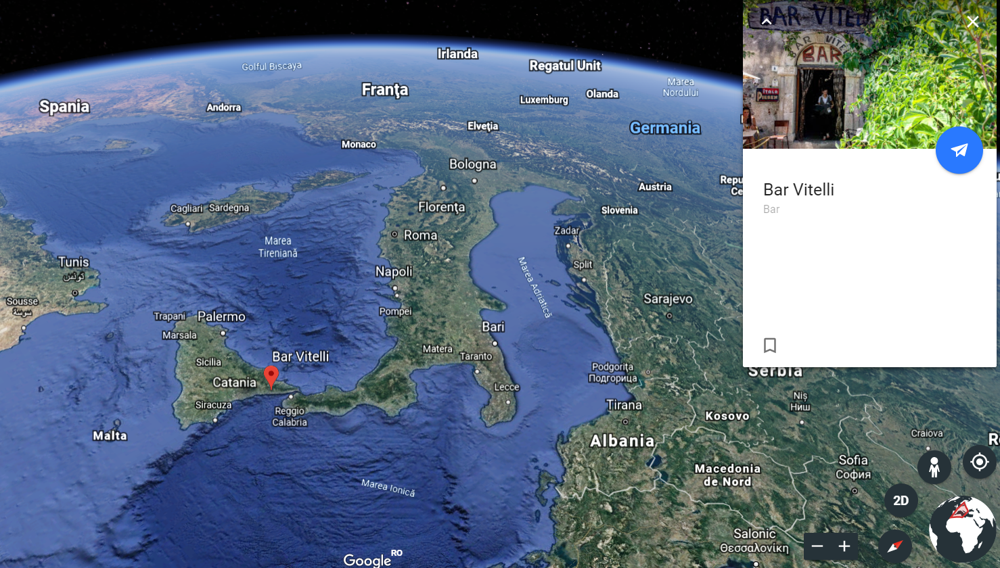 Irlanda
Golful Biscaya
Regatul Unit
Marea
Nordului
Franţa
Olanda
Luxemburg
Spania
Andorra
Elveţia
Germania
Monaco
Bologna
Austria
Repu
Ce
Cagliari
Sardegna
Florenţa
Slovenia
Zadar
Roma
Marea
Tireniană
Tunis
تونس
Split
Napoli
Marea Adriatică
Sousse
سوسة
Sarajevo
Pompei
Trapani
Palermo
Marsala
Bari
Matera
Taranto
Bar Vitelli
Sicilia
Catania
Podgoriţa
Подгорица
Serbia
Lecce
Siracuza
Reggio
Calabria
Tirana
Niş
Ниш
Kosovo
Malta
Albania
Craiova
Sofia
София
Macedonia
de Nord
Marea Ionică
Salonic
Θεσσαλονίκη
Google
RO
2D
BAR VITELLI
BAR VITE
BAR
Bar Vitelli
Bar